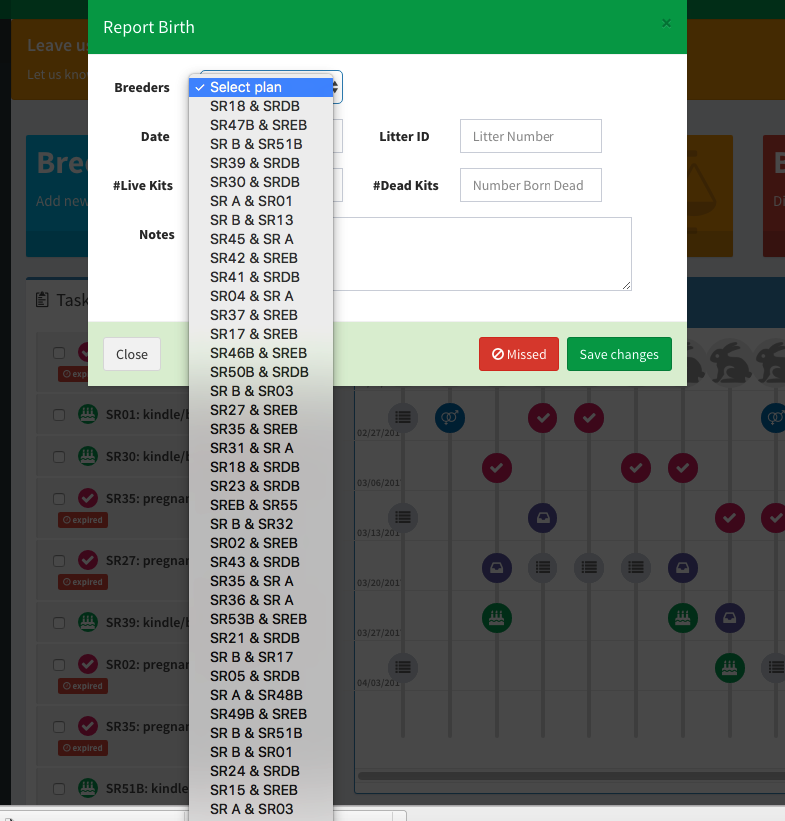 Report Birth
×
Leave us
Let us kno
Breeders
Select plan
SR18 & SRDB
SR47B & SREB
SR B & SR51B
SR39 & SRDB
SR30 & SRDB
SR A & SR01
SR B & SR13
SR45 & SR A
SR42 & SREB
SR41 & SRDB
SR04 & SR A
SR37 & SREB
SR17 & SREB
SR46B & SREB
SR50B & SRDB
SR B & SR03
SR27 & SREB
SR35 & SREB
SR31 & SR A
SR18 & SRDB
SR23 & SRDB
SREB & SR55
SR B & SR32
SR02 & SREB
SR43 & SRDB
SR35 & SR A
SR36 & SR A
SR53B & SREB
SR21 & SRDB
SR B & SR17
SR05 & SRDB
SR A & SR48B
SR49B & SREB
SR B & SR51B
SR B & SR01
SR24 & SRDB
SR15 & SREB
SR A & SR03
Date
Litter ID
Litter Number
#Live Kits
#Dead Kits
Number Born Dead
Notes
Close
Missed
Save changes
Bree
Add new
B
Di
Task
expi
SR01: kindle/b
SR30: kindle/b
SR35: pregnan
expired
SR27: pregnan
expired
SR39: kindle/b
SR02: pregnan
expired
SR35: pregnan
expired
SR51B: kindle/
02/27/201
03/06/201
03/13/201
03/20/201
03/27/201
04/03/201